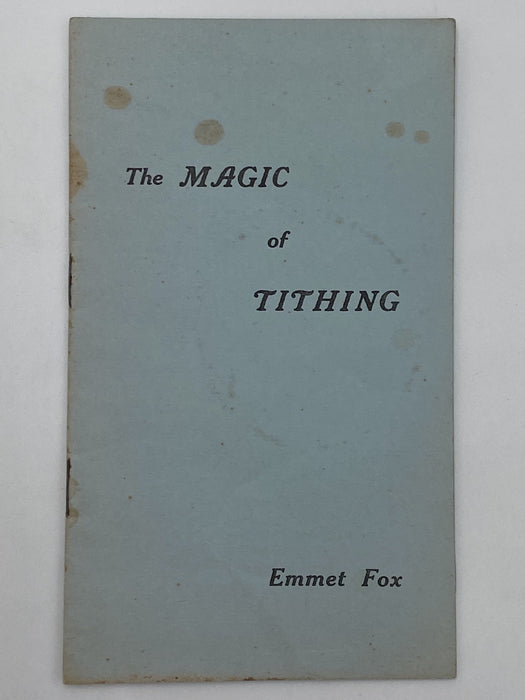 The MAGIC
of
TITHING
Emmet Fox